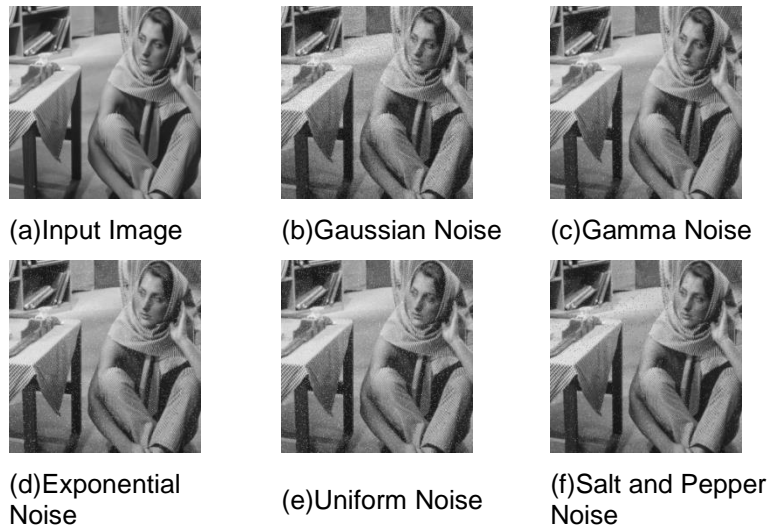 (a)Input Image
(b)Gaussian Noise
(c)Gamma Noise
(d)Exponential
Noise
(e)Uniform Noise
(f)Salt and Pepper
Noise